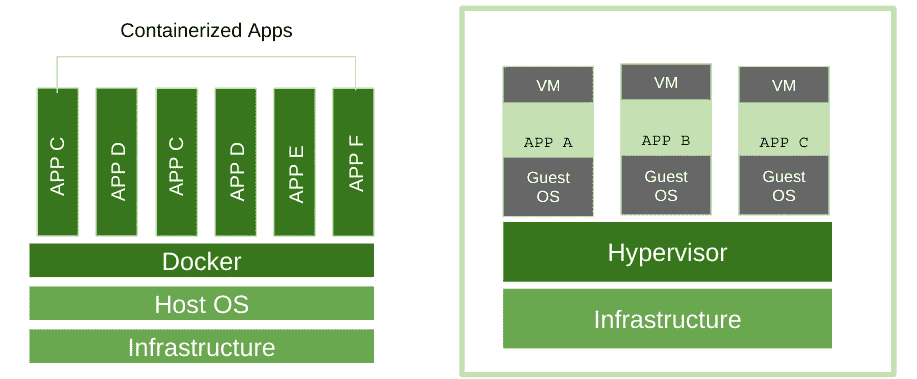 Containerized Apps
APP C
APP D
APP C
APP D
APP E
APP F
Docker
Host OS
Infrastructure
VM
APP A
Guest
OS
VM
APP B
Guest
OS
VM
APP C
Guest
OS
Hypervisor
Infrastructure